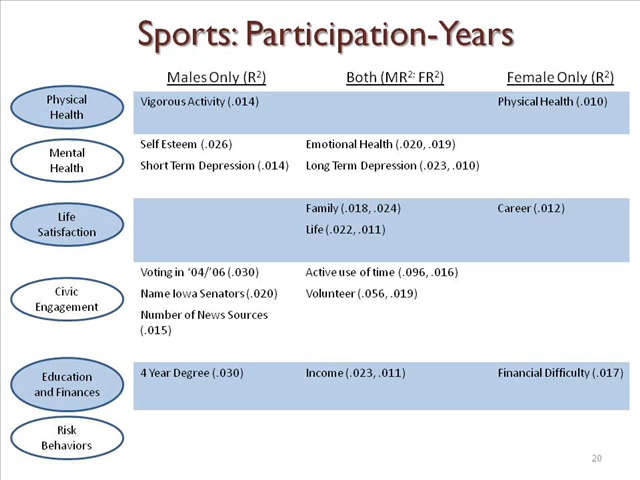 Sports: Participation-Years
Males Only (R²) Both (MR²; FR²) Female Only (R²)
Physical
Health
Vigorous Activity (.014) Physical Health (.010)
Mental
Health
Self Esteem (.026) Emotional Health (.020, .019)
Short Term Depression (.014) Long Term Depression (.023, .010)
Life
Satisfaction
Family (.018, .024) Career (.012)
Life (.022, .011)
Civic
Engagement
Voting in ‘04/’06 (.030) Active use of time (.096, .016)
Name Iowa Senators (.020) Volunteer (.056, .019)
Number of News Sources
(.015)
Education
and Finances
4 Year Degree (.030) Income (.023, .011) Financial Difficulty (.017)
Risk
Behaviors
20